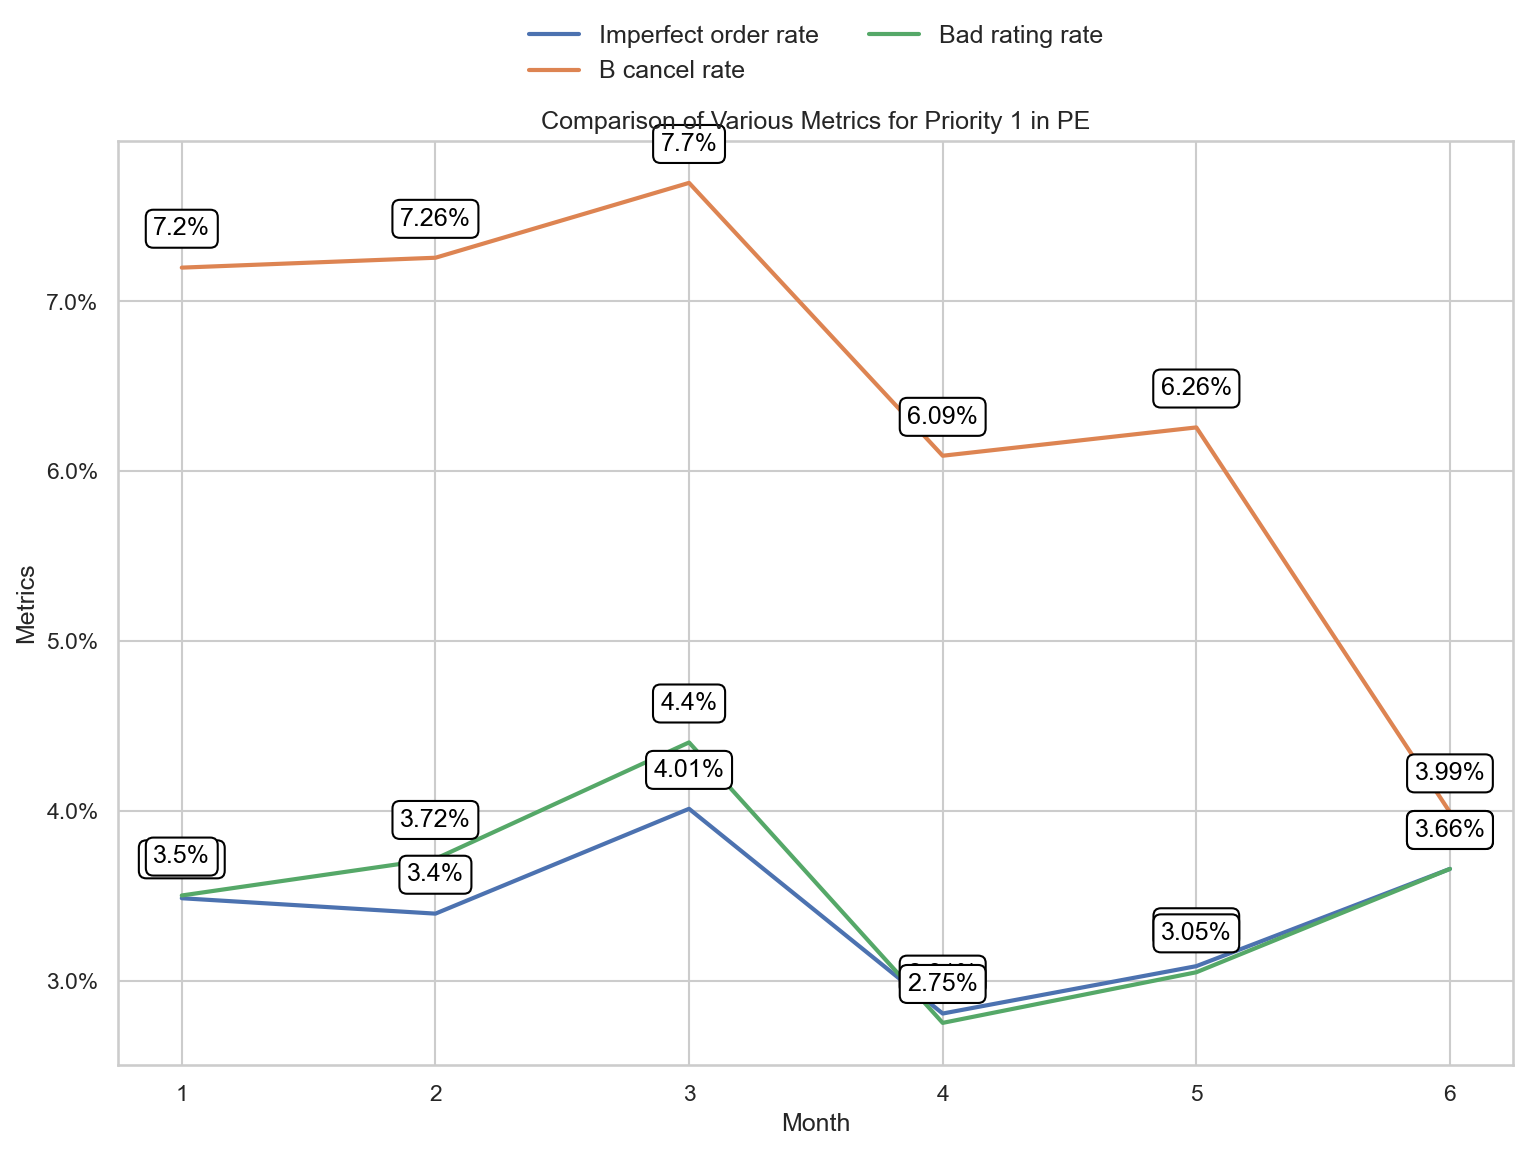 Imperfect order rate
B cancel rate
Bad rating rate
Comparison of Various Metrics for Priority 1 in PE
7.7%
7.2%
7.26%
7.0%
6.26%
6.09%
6.0%
5.0%
4.4%
4.01%
3.99%
4.0%
3.72%
3.66%
3.5%
3.4%
3.05%
2.75%
3.0%
Metrics
1 2 3 4 5 6
Month